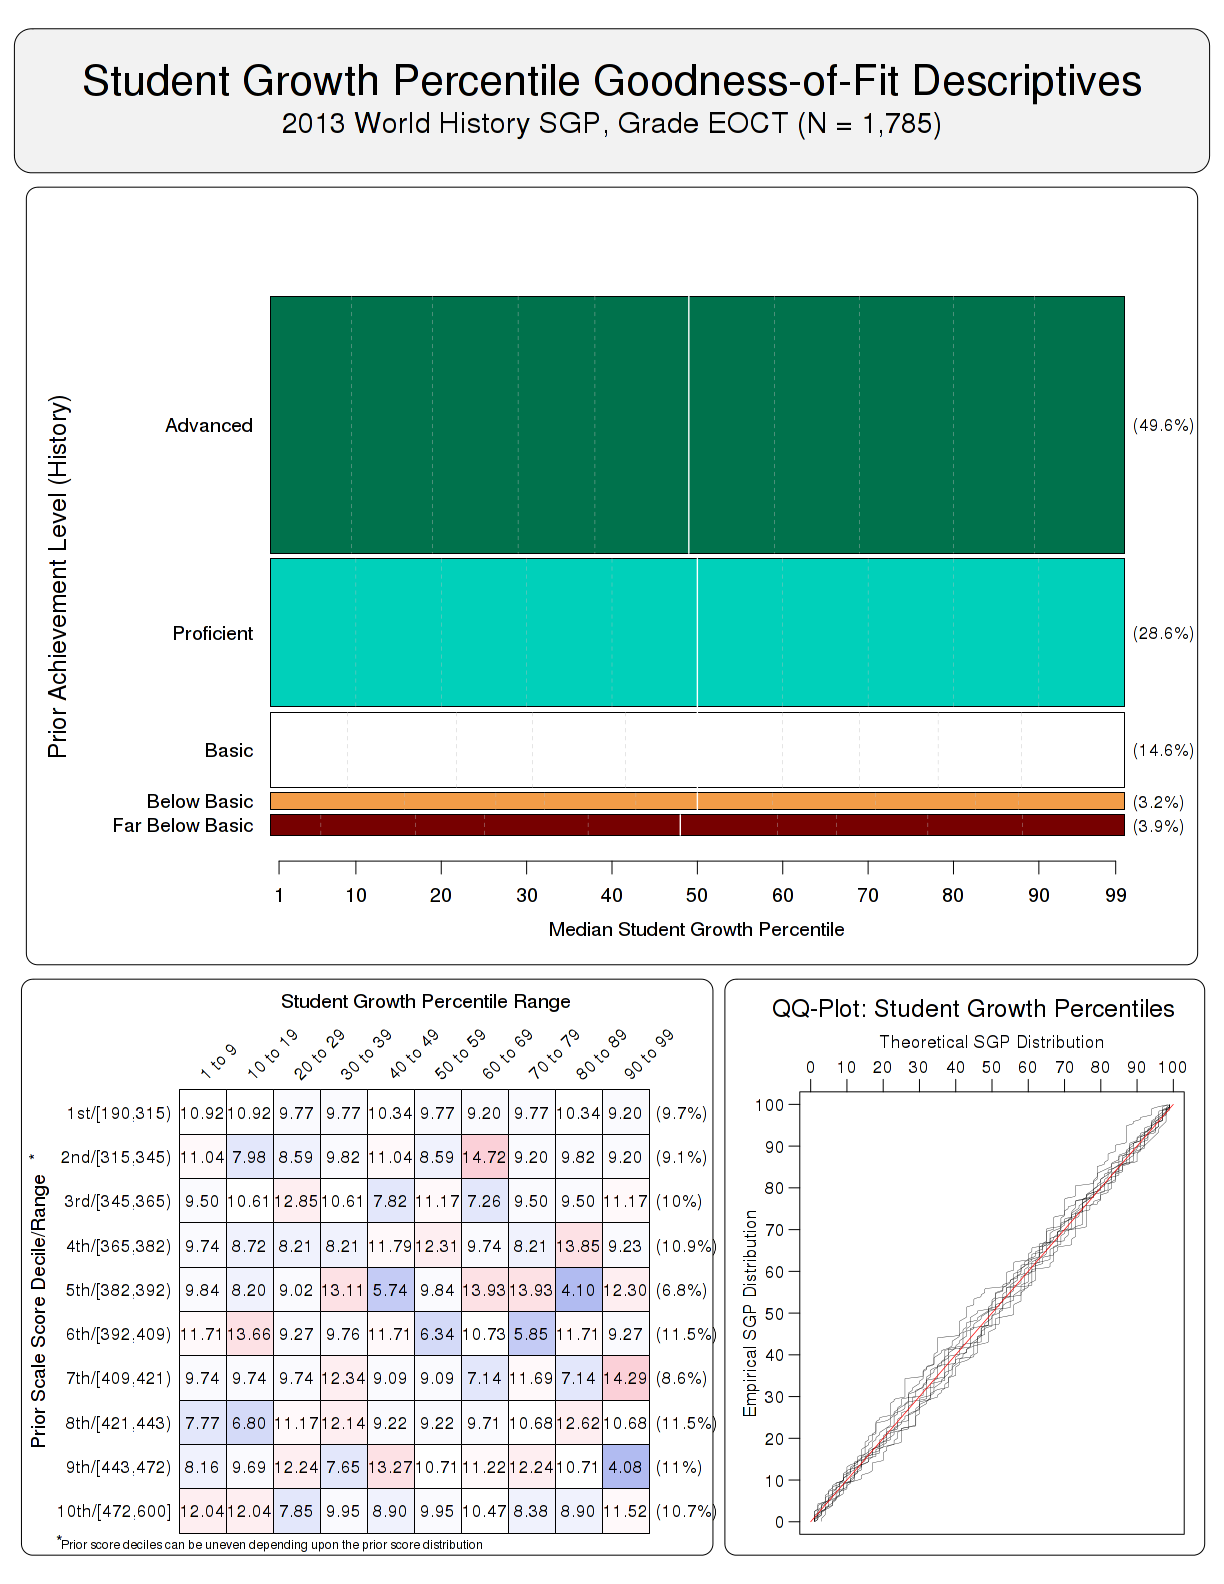 Student Growth Percentile Goodness-of-Fit Descriptives
2013 World History SGP, Grade EOCT (N = 1,785)
Prior Achievement Level (History)
Advanced (49.6%)
Proficient (28.6%)
Basic (14.6%)
Below Basic (3.2%)
Far Below Basic (3.9%)
1 10 20 30 40 50 60 70 80 90 99
Median Student Growth Percentile
Student Growth Percentile Range
1 to 9 10 to 19 20 to 29 30 to 39 40 to 49 50 to 59 60 to 69 70 to 79 80 to 89 90 to 99
Prior Scale Score Decile/Range *
1st/[190,315) 10.92 10.92 9.77 9.77 10.34 9.77 9.20 9.77 10.34 9.20 (9.7%)
2nd/[315,345) 11.04 7.98 8.59 9.82 11.04 8.59 14.72 9.20 9.82 9.20 (9.1%)
3rd/[345,365) 9.50 10.61 12.85 10.61 7.82 11.17 7.26 9.50 9.50 11.17 (10%)
4th/[365,382) 9.74 8.72 8.21 8.21 11.79 12.31 9.74 8.21 13.85 9.23 (10.9%)
5th/[382,392) 9.84 8.20 9.02 13.11 5.74 9.84 13.93 13.93 4.10 12.30 (6.8%)
6th/[392,409) 11.71 13.66 9.27 9.76 11.71 6.34 10.73 5.85 11.71 9.27 (11.5%)
7th/[409,421) 9.74 9.74 9.74 12.34 9.09 9.09 7.14 11.69 7.14 14.29 (8.6%)
8th/[421,443) 7.77 6.80 11.17 12.14 9.22 9.22 9.71 10.68 12.62 10.68 (11.5%)
9th/[443,472) 8.16 9.69 12.24 7.65 13.27 10.71 11.22 12.24 10.71 4.08 (11%)
10th/[472,600] 12.04 12.04 7.85 9.95 8.90 9.95 10.47 8.38 8.90 11.52 (10.7%)
*Prior score deciles can be uneven depending upon the prior score distribution
QQ-Plot: Student Growth Percentiles
Theoretical SGP Distribution
0 10 20 30 40 50 60 70 80 90 100
Empirical SGP Distribution
100
90
80
70
60
50
40
30
20
10
0